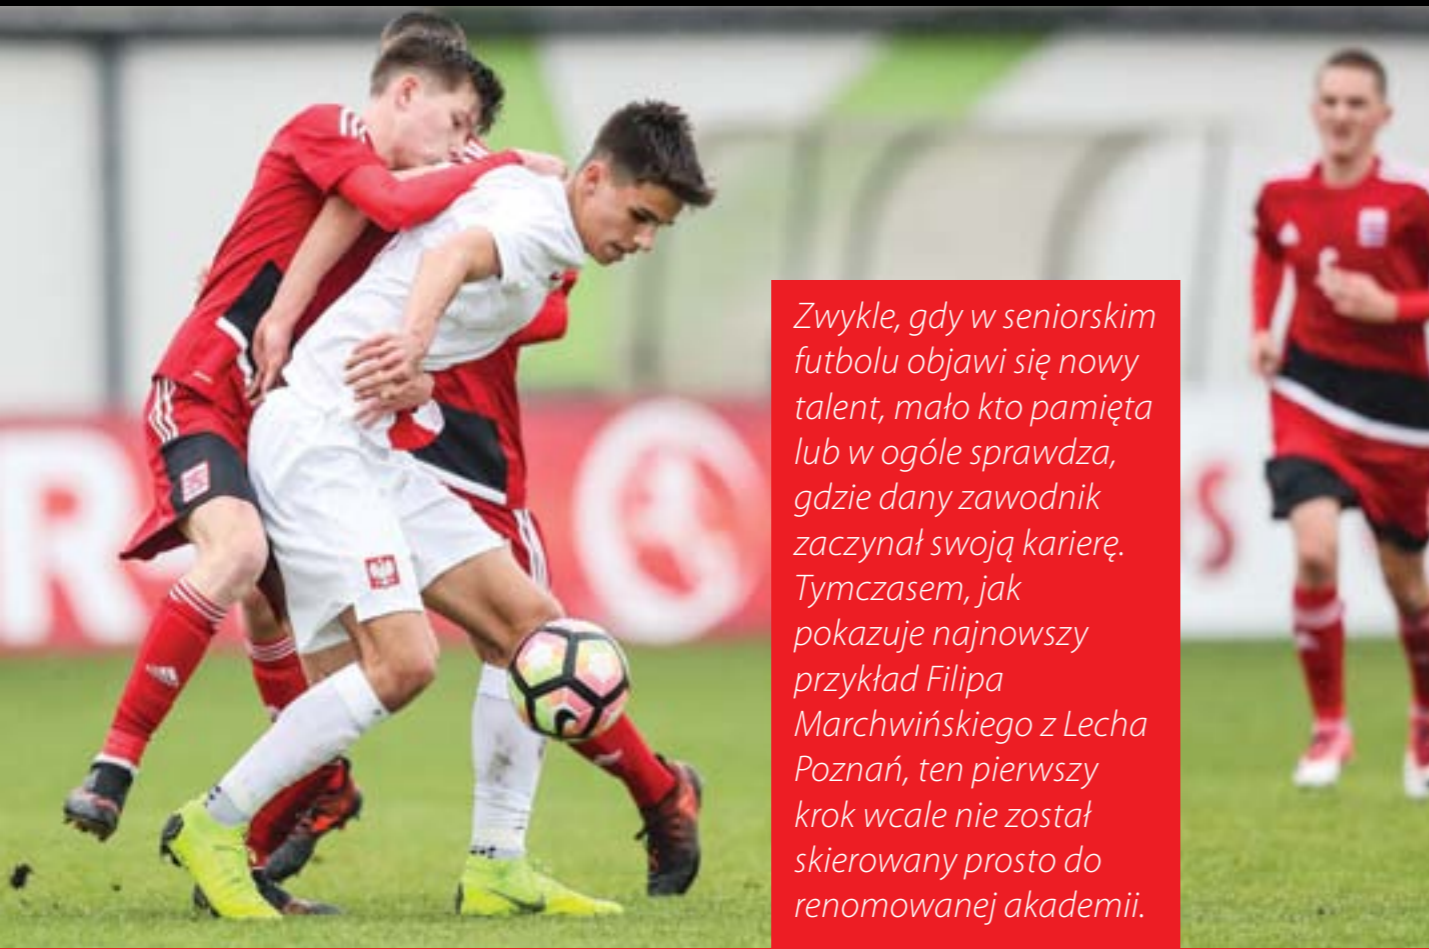 Zwykle, gdy w seniorskim
futbolu objawi się nowy
talent, mało kto pamięta
lub w ogóle sprawdza,
gdzie dany zawodnik
zaczynał swoją karierę.
Tymczasem, jak
pokazuje najnowszy
przykład Filipa
Marchwińskiego z Lecha
Poznań, ten pierwszy
krok wcale nie został
skierowany prosto do
renomowanej akademii.
R
S